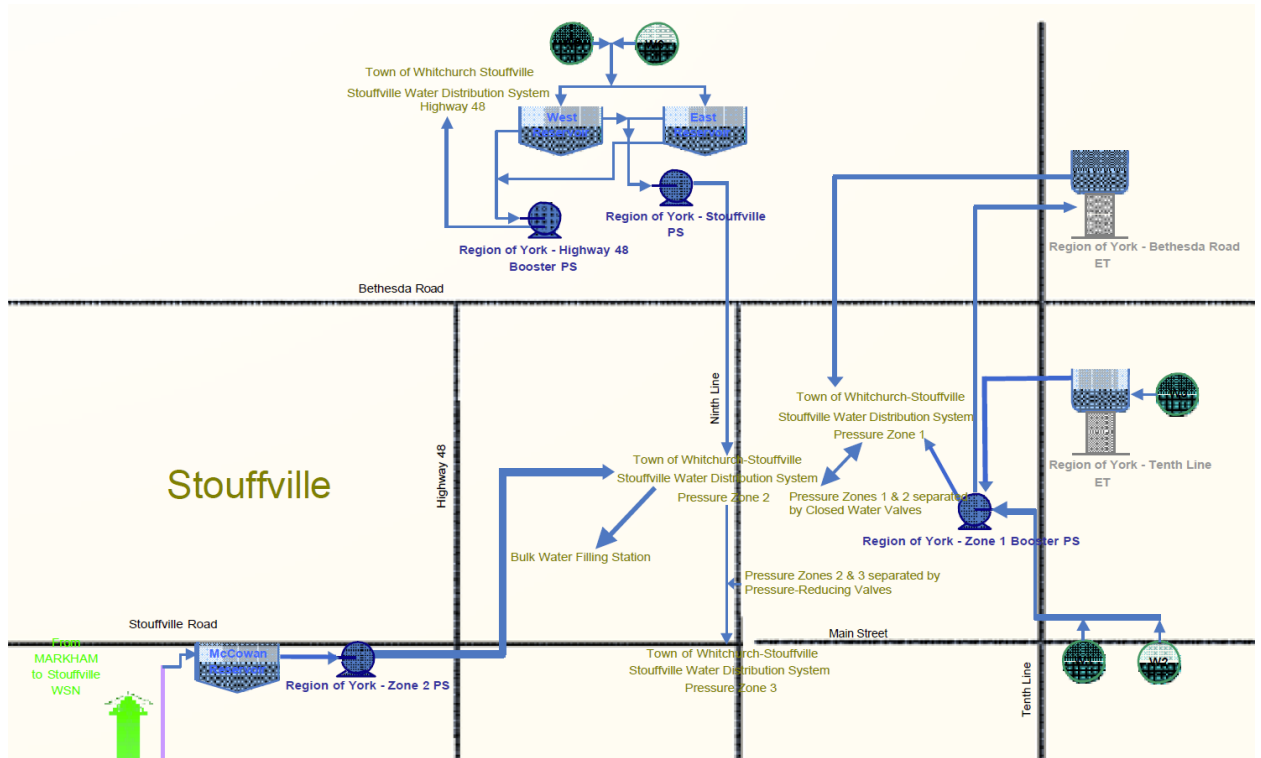 Town of Whitchurch Stouffville
Stouffville Water Distribution System
Highway 48
West
East
Region of York - Stouffville
PS
Region of York - Highway 48
Booster PS
Region of York - Bethesda Road
ET
Bethesda Road
Ninth Line
Town of Whitchurch-Stouffville
Stouffville Water Distribution System
Pressure Zone 1
Region of York - Tenth Line
ET
Highway 48
Stouffville
Town of Whitchurch-Stouffville
Stouffville Water Distribution System
Pressure Zone 2
Pressure Zones 1 & 2 separated
by Closed Water Valves
Region of York - Zone 1 Booster PS
Bulk Water Filling Station
Pressure Zones 2 & 3 separated by
Pressure-Reducing Valves
Stouffville Road
Main Street
From
MARKHAM
to Stouffville
WSN
McCowan
Region of York - Zone 2 PS
Town of Whitchurch-Stouffville
Stouffville Water Distribution System
Pressure Zone 3
Tenth Line
W2